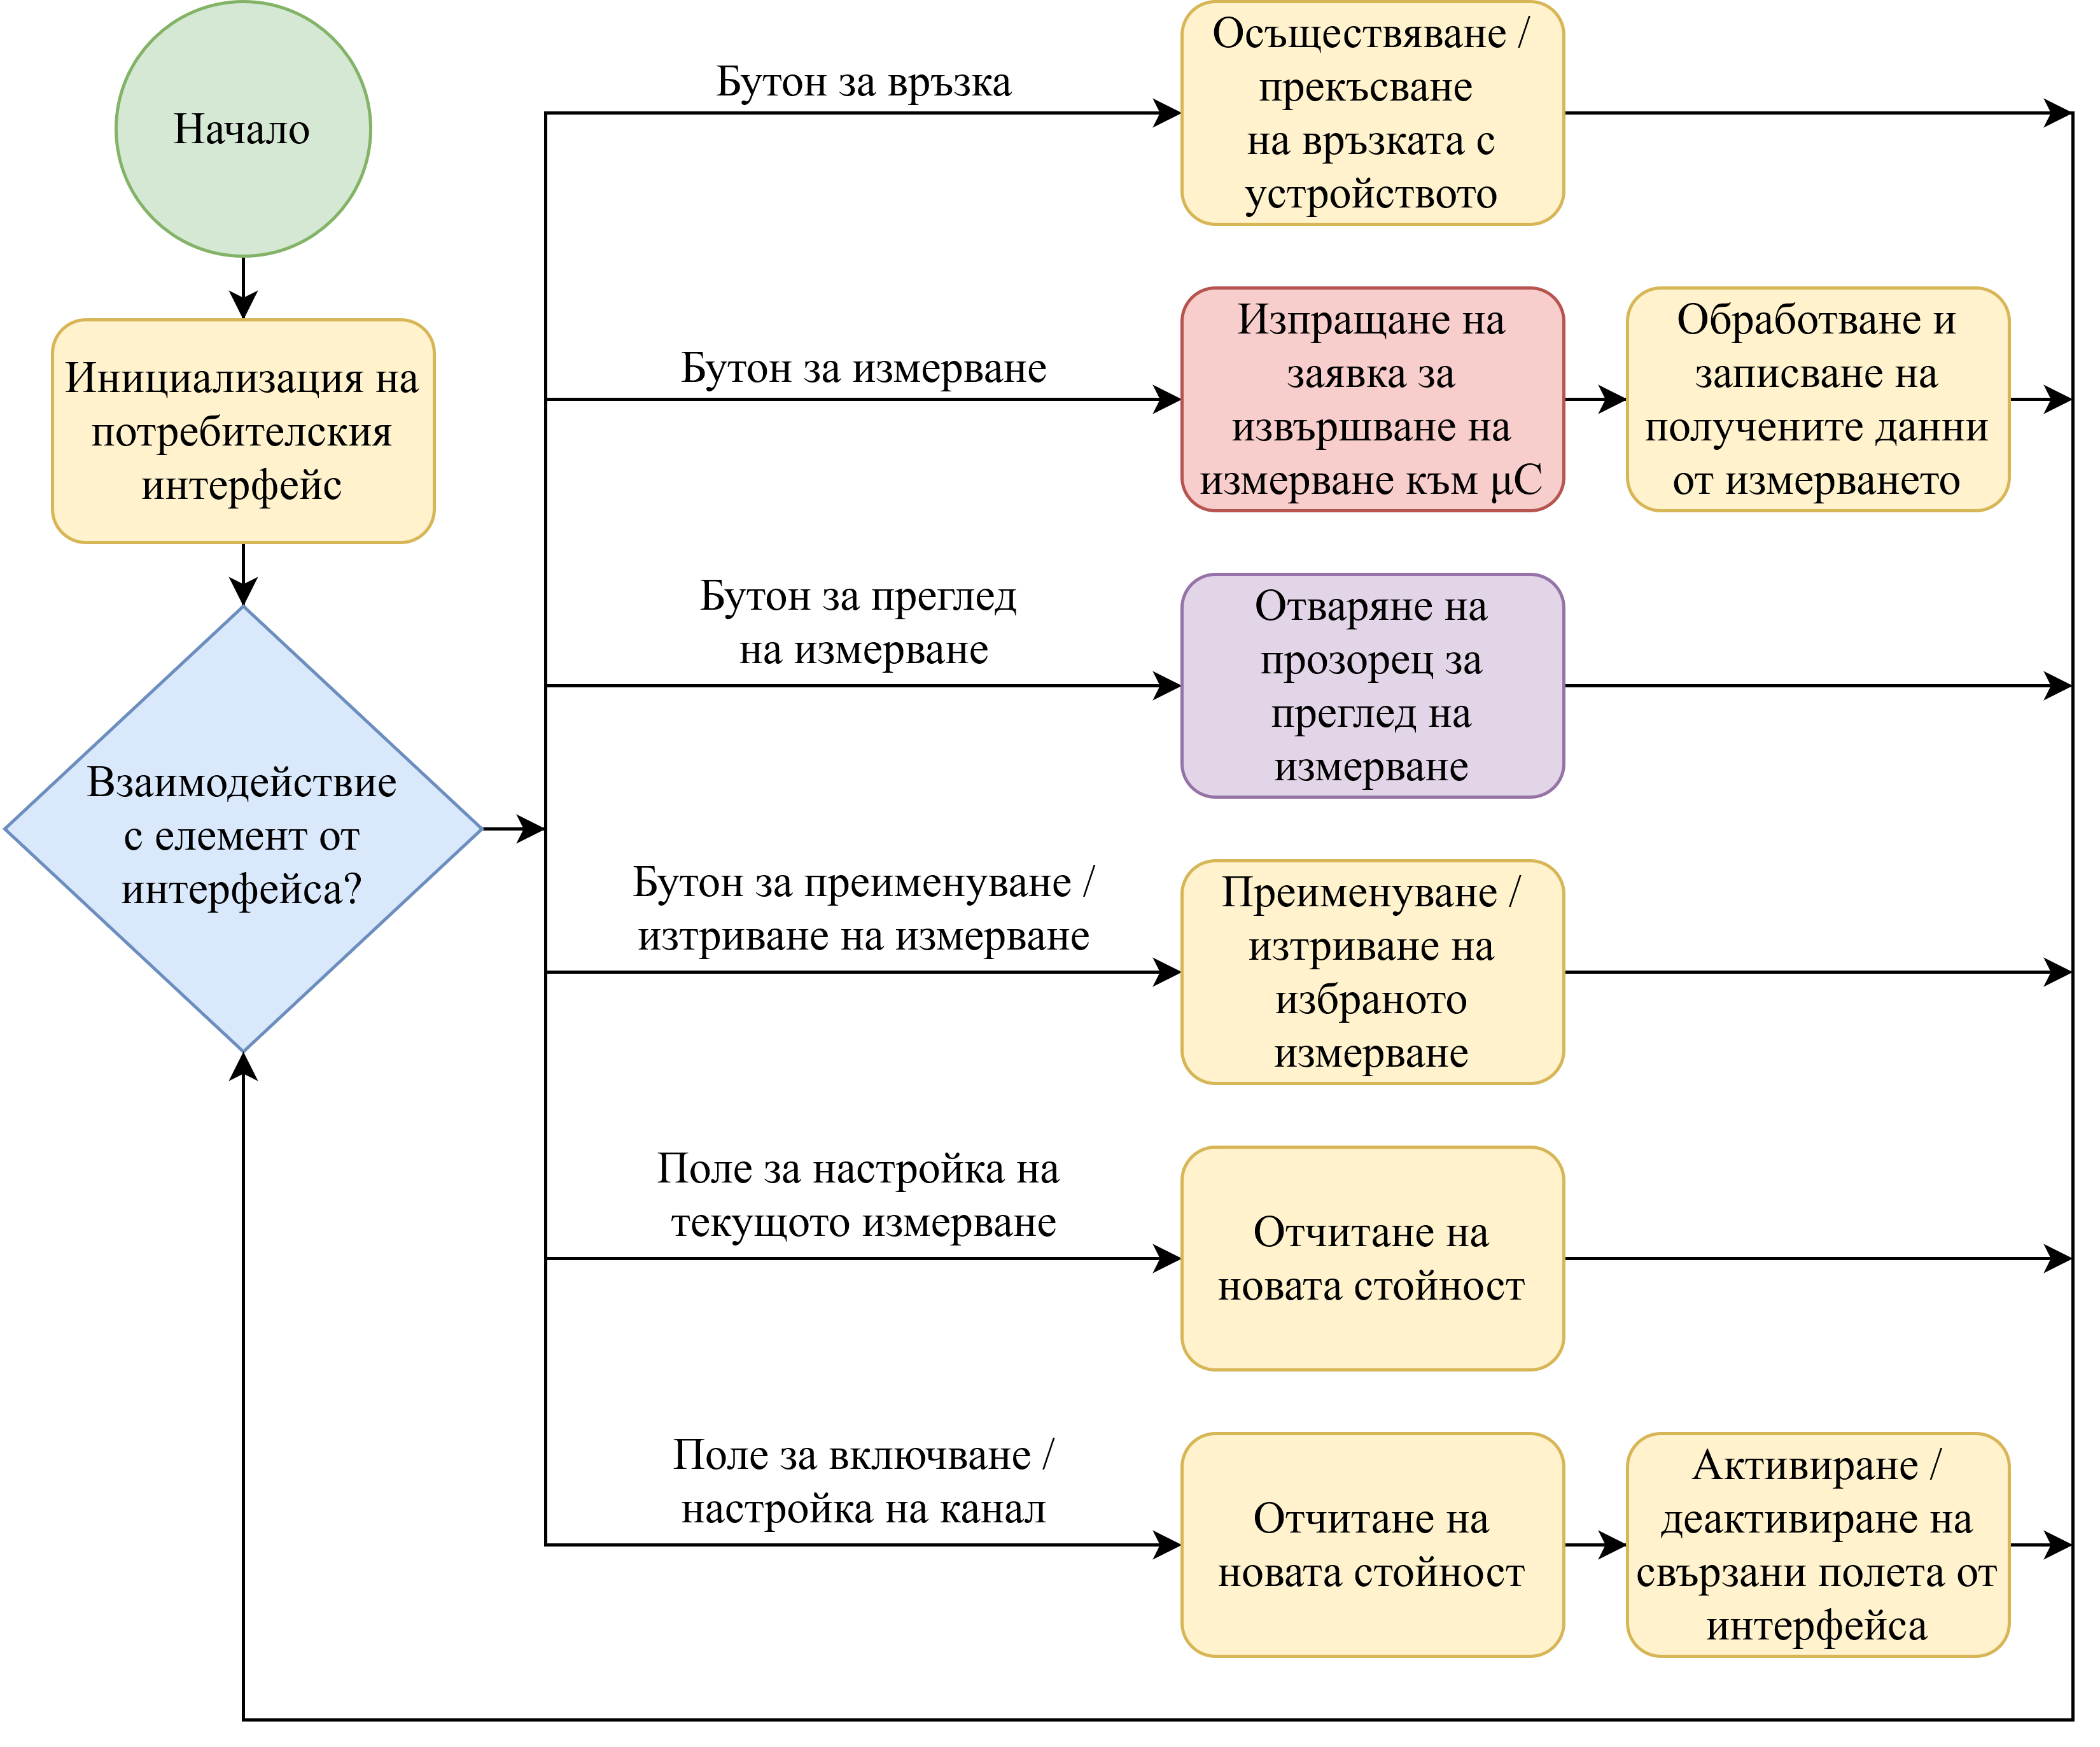 Начало
Инициализация на
потребителския
интерфейс
Взаимодействие
с елемент от
интерфейса?
Бутон за връзка
Осъществяване /
прекъсване
на връзката с
устройството
Бутон за измерване
Изпращане на
заявка за
извършване на
измерване към μC
Обработване и
записване на
получените данни
от измерването
Бутон за преглед
на измерване
Отваряне на
прозорец за
преглед на
измерване
Бутон за преименуване /
изтриване на измерване
Преименуване /
изтриване на
избраното
измерване
Поле за настройка на
текущото измерване
Отчитане на
новата стойност
Поле за включване /
настройка на канал
Отчитане на
новата стойност
Активиране /
деактивиране на
свързани полета от
интерфейса